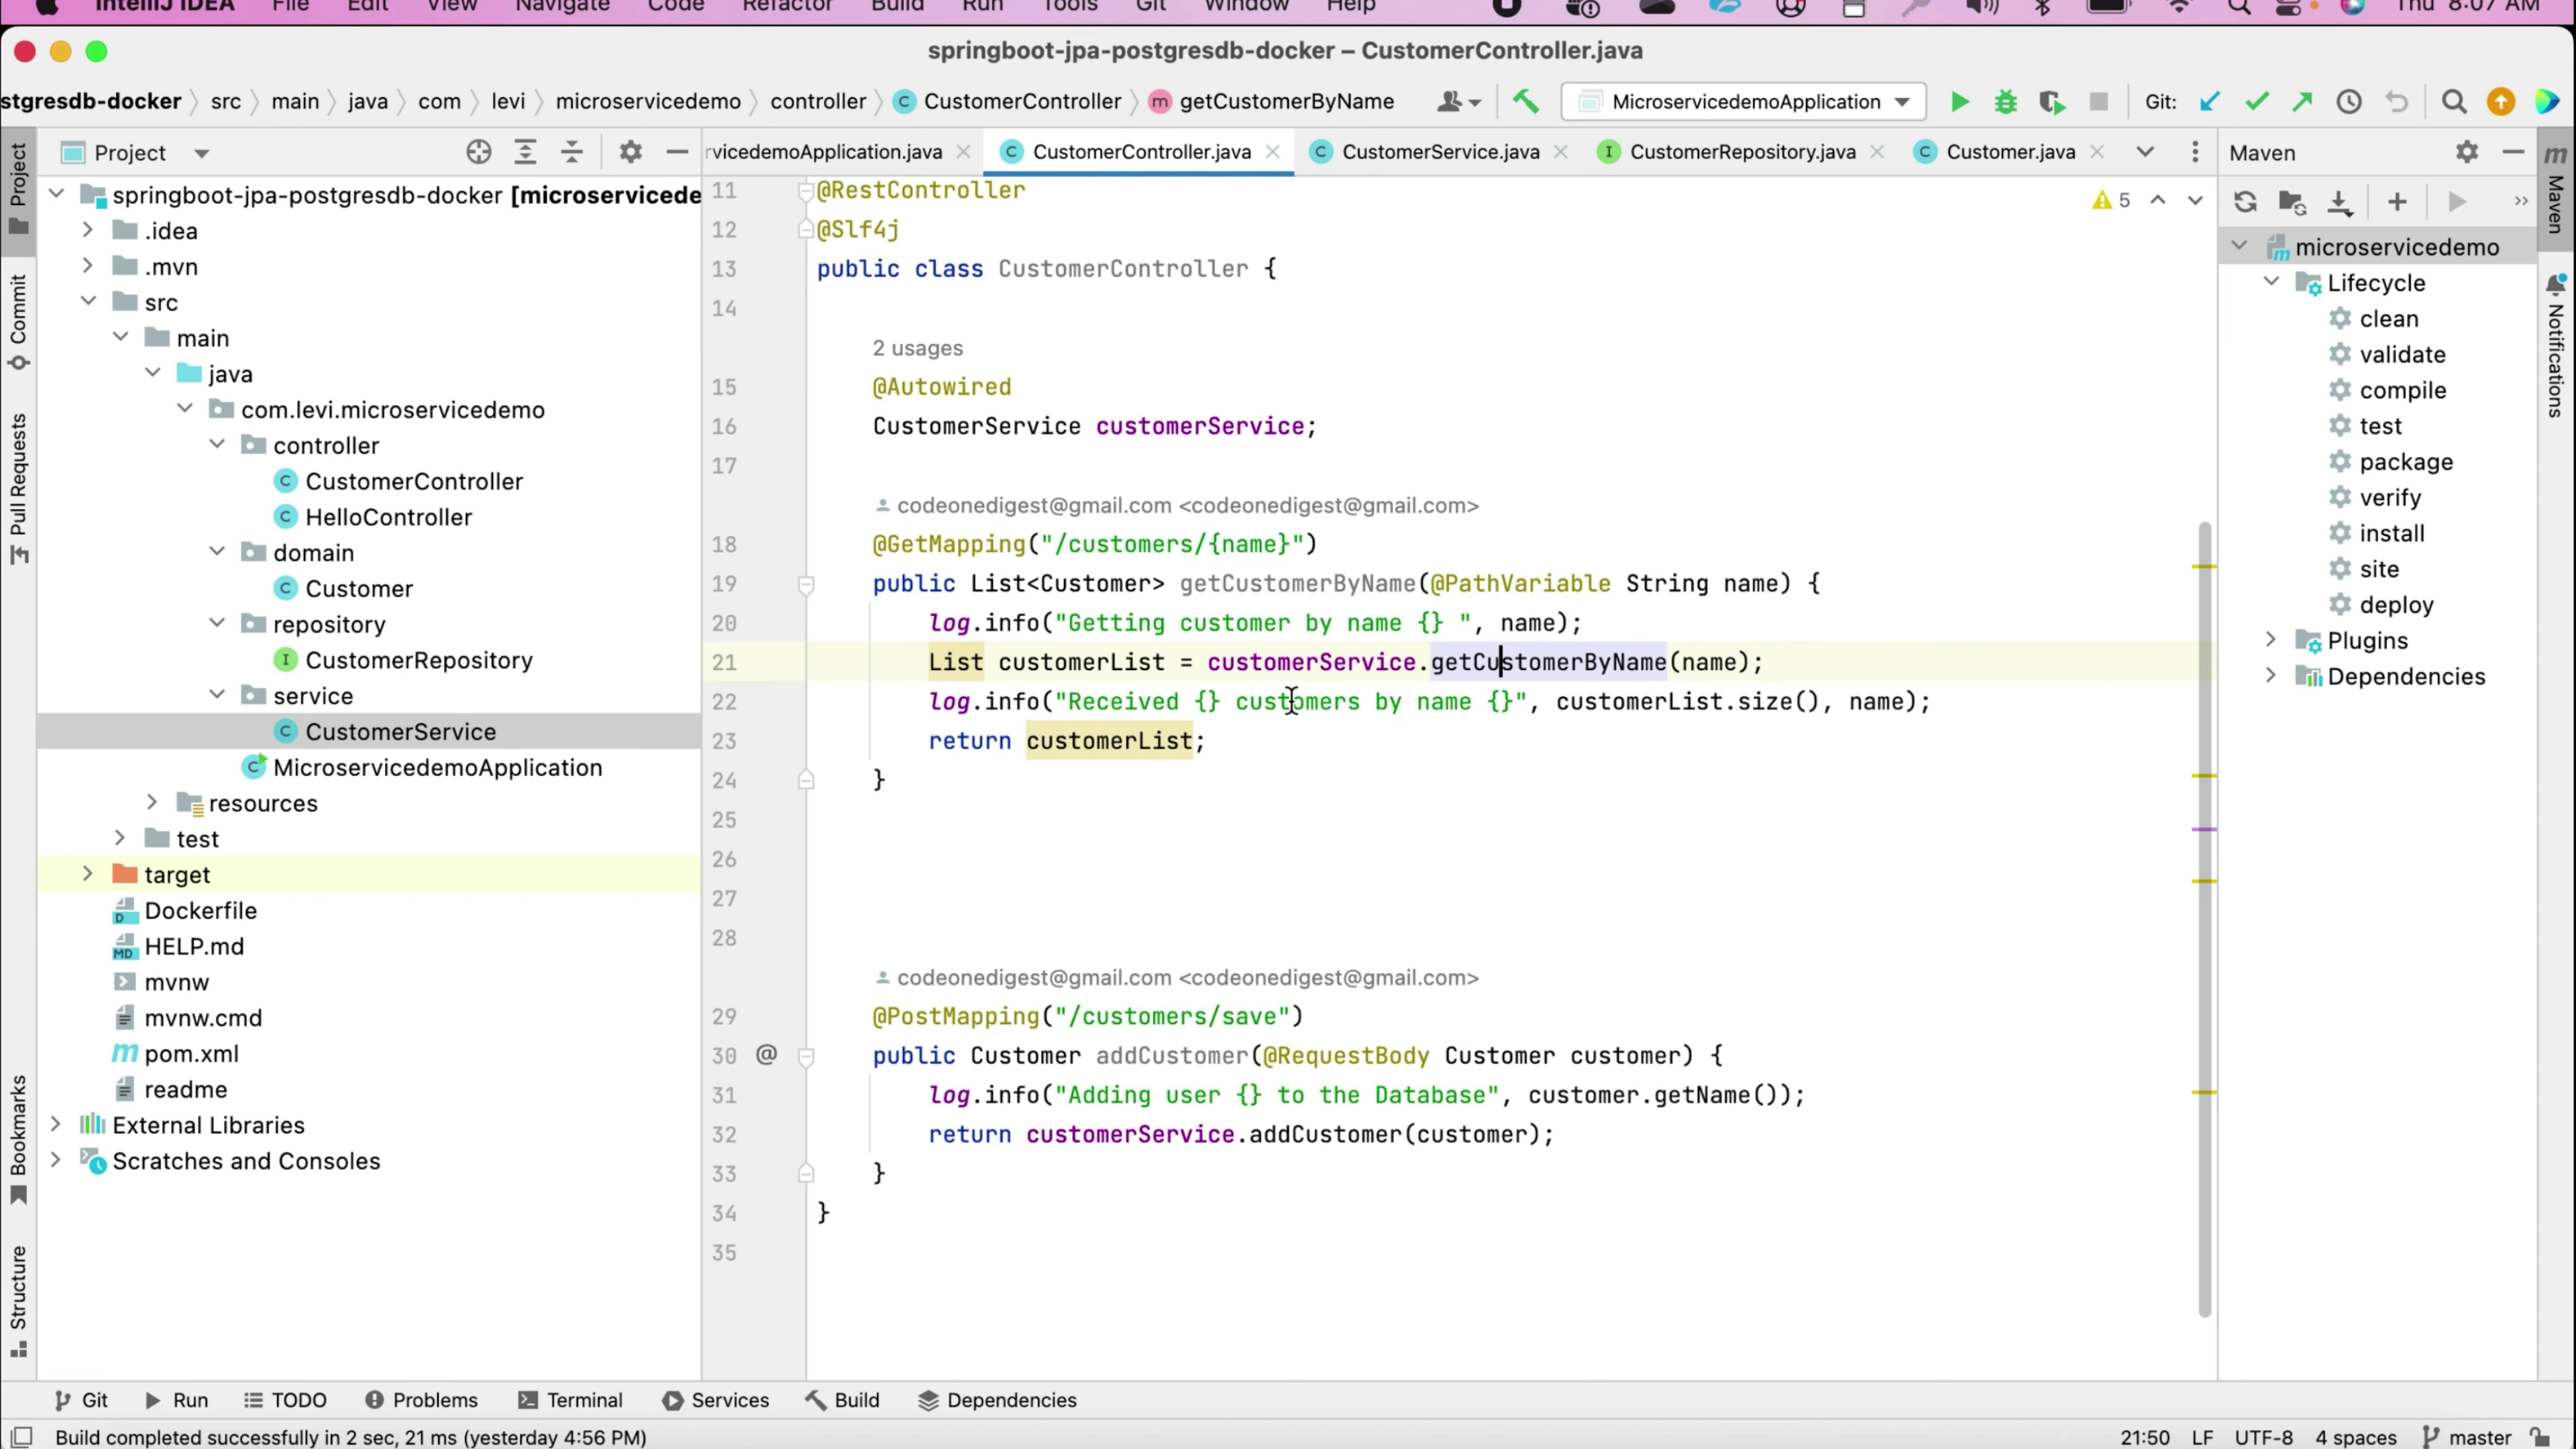 IntelliJ IDEA File Edit View Navigate Code Refactor Build Run Tools Git Window Help Thu 8:07 AM
springboot-jpa-postgresdb-docker – CustomerController.java
stgresdb-docker 〉 src 〉 main 〉 java 〉 com 〉 levi 〉 microservicedemo 〉 controller 〉 C CustomerController 〉 m getCustomerByName MicroservicedemoApplication Git:
Project
rvicedemoApplication.java CustomerController.java CustomerService.java CustomerRepository.java Customer.java
Maven
springboot-jpa-postgresdb-docker [microservicede
.idea
.mvn
src
main
java
com.levi.microservicedemo
controller
CustomerController
HelloController
domain
Customer
repository
CustomerRepository
service
CustomerService
MicroservicedemoApplication
resources
test
target
Dockerfile
HELP.md
mvnw
mvnw.cmd
pom.xml
readme
External Libraries
Scratches and Consoles
Project
Commit
Pull Requests
Bookmarks
Structure
5
11 @RestController
12 @Slf4j
13 public class CustomerController {
14
2 usages
15 @Autowired
16 CustomerService customerService;
17
codeonedigest@gmail.com <codeonedigest@gmail.com>
18 @GetMapping("/customers/{name}")
19 public List<Customer> getCustomerByName(@PathVariable String name) {
20 log.info("Getting customer by name {} ", name);
21 List customerList = customerService.getCustomerByName(name);
22 log.info("Received {} customers by name {}", customerList.size(), name);
23 return customerList;
24 }
25
26
27
28
codeonedigest@gmail.com <codeonedigest@gmail.com>
29 @PostMapping("/customers/save")
30 @ public Customer addCustomer(@RequestBody Customer customer) {
31 log.info("Adding user {} to the Database", customer.getName());
32 return customerService.addCustomer(customer);
33 }
34 }
35
microservicedemo
Lifecycle
clean
validate
compile
test
package
verify
install
site
deploy
Plugins
Dependencies
m Maven
Notifications
Git Run TODO Problems Terminal Services Build Dependencies
Build completed successfully in 2 sec, 21 ms (yesterday 4:56 PM) 21:50 LF UTF-8 4 spaces master